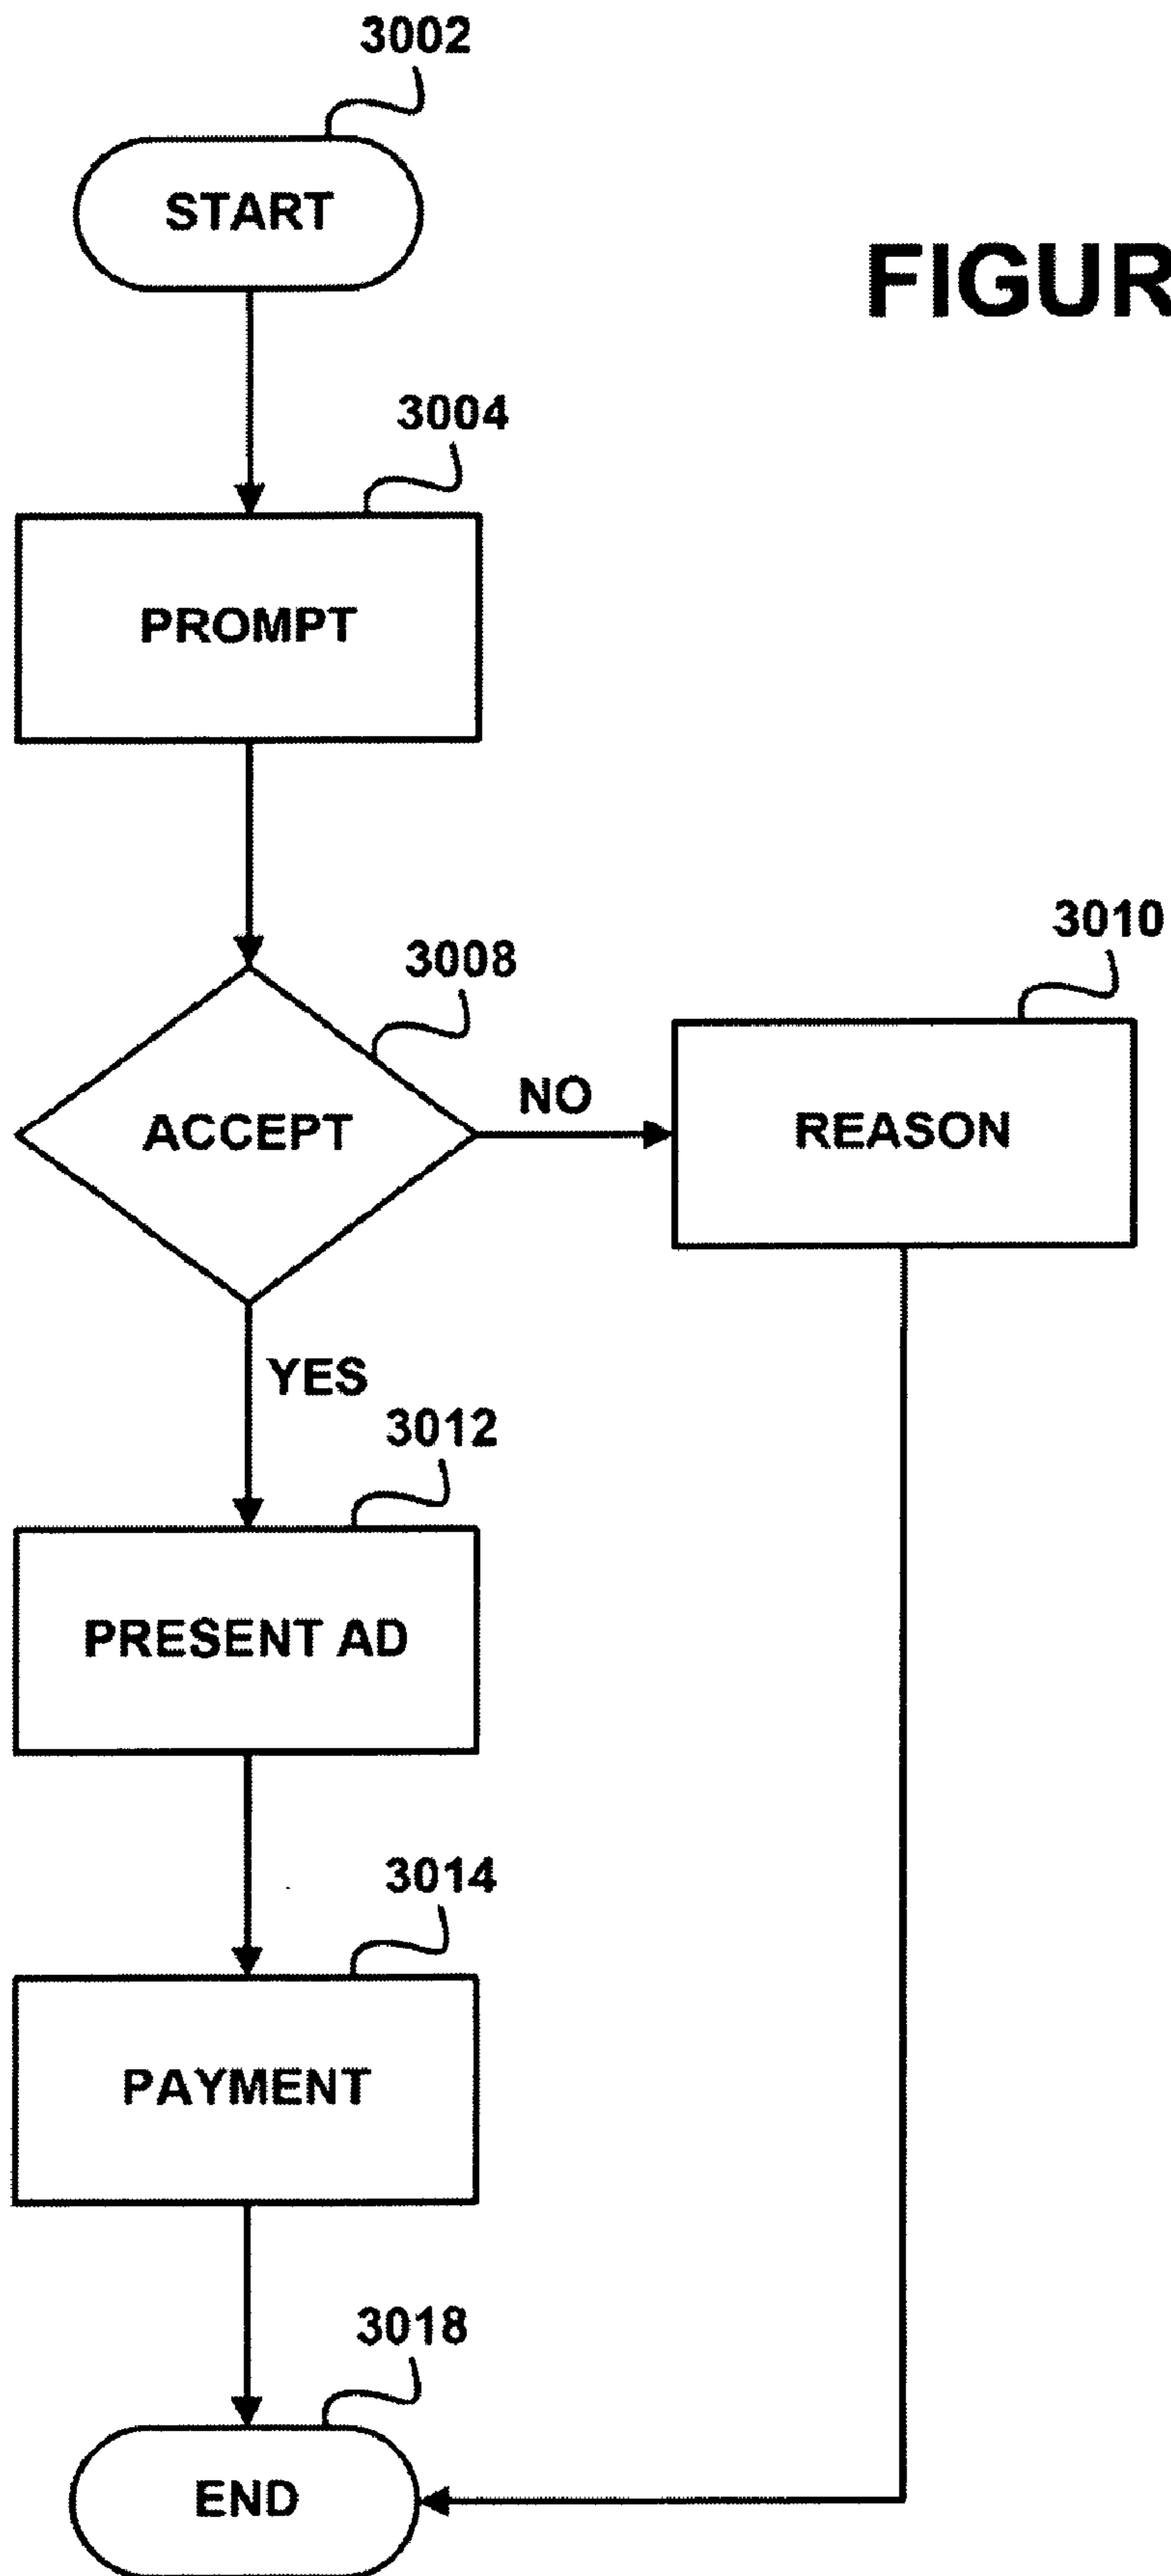 3002
START
FIGUR
3004
PROMPT
3008
3010
ACCEPT
NO
REASON
YES
3012
PRESENT AD
3014
PAYMENT
3018
END